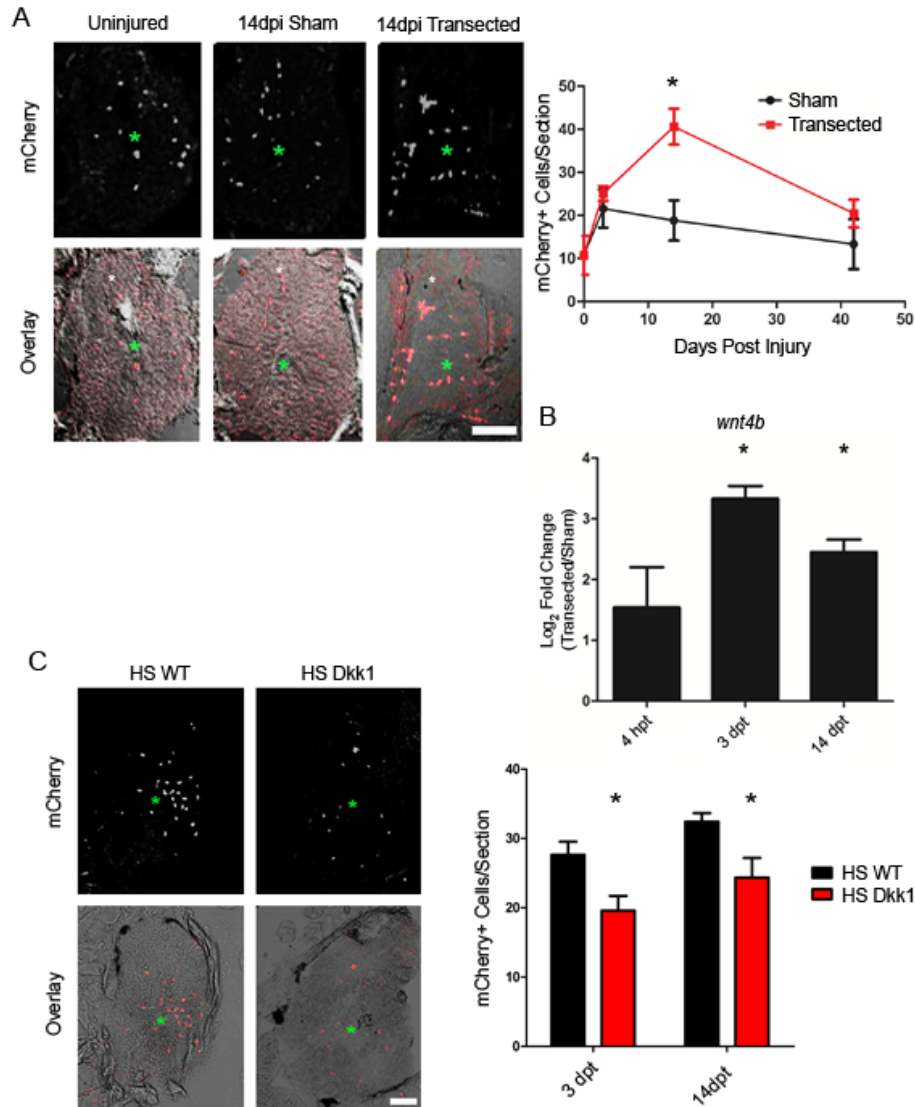 A
Uninjured
14dpi Sham
14dpi Transected
mCherry
*
*
*
Overlay
*
*
*
*
*
*
mCherry+ Cells/Section
50
40
30
20
10
0
*
Sham
Transected
0
10
20
30
40
50
Days Post Injury
B
wnt4b
Log2 Fold Change
(Transected/Sham)
4
3
2
1
0
*
*
4 hpt
3 dpt
14 dpt
C
HS WT
HS Dkk1
mCherry
*
*
Overlay
*
*
mCherry+ Cells/Section
40
30
20
10
0
*
*
HS WT
HS Dkk1
3 dpt
14dpt